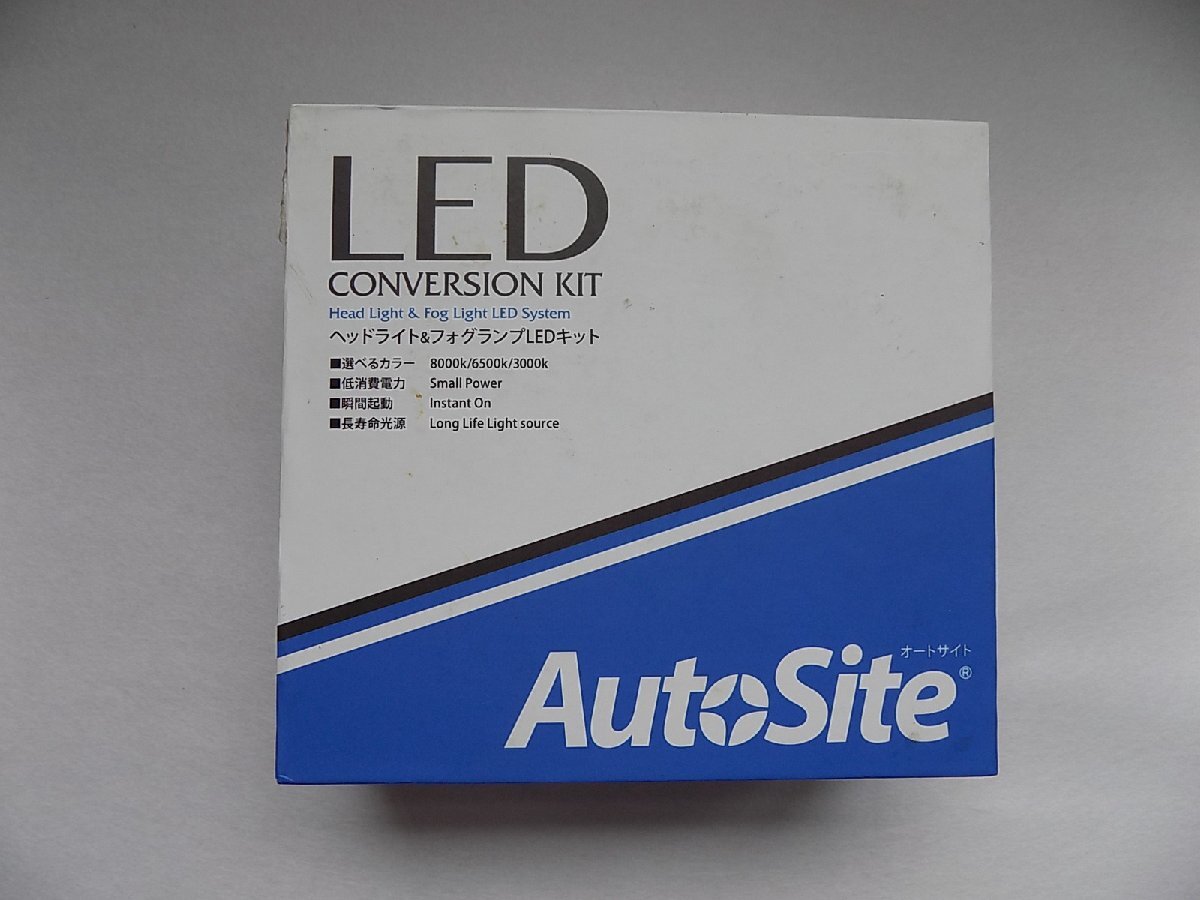 LED
CONVERSION KIT
Head Light & Fog Light LED System
ヘッドライト&フォグランプLEDキット
■選べるカラー 8000k/6500k/3000k
■低消費電力 Small Power
■瞬間起動 Instant On
■長寿命光源 Long Life Light source
オートサイト
AutoSite®